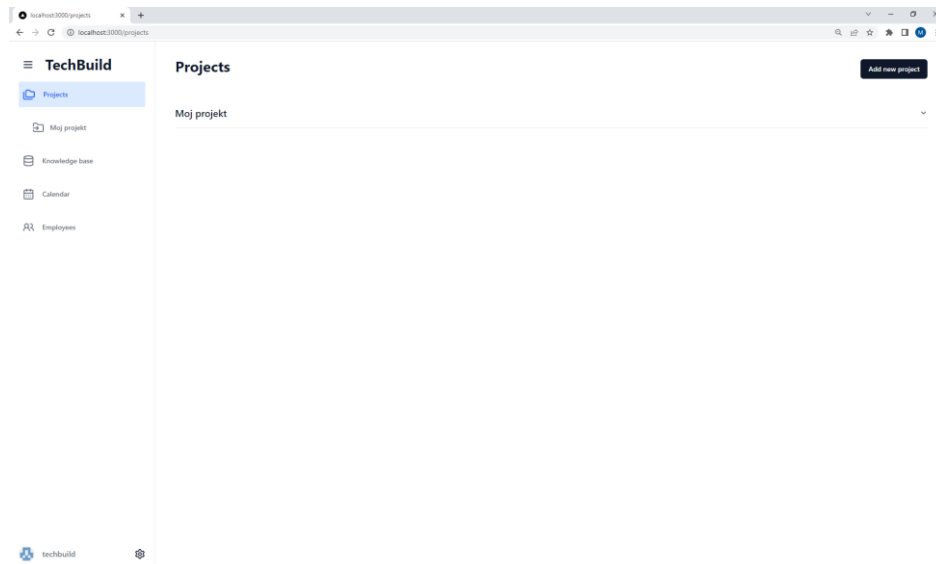 localhost:3000/projects
localhost:3000/projects
M
TechBuild
Projects
Moj projekt
Knowledge base
Calendar
Employees
techbuild
Projects
Add new project
Moj projekt